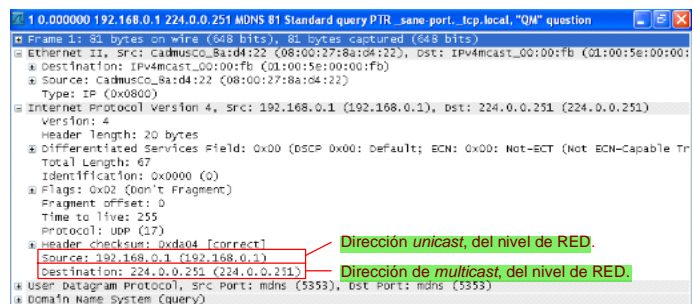 1 0.000000 192.168.0.1 224.0.0.251 MDNS 81 Standard query PTR _sane-port._tcp.local, "QM" question
Frame 1: 81 bytes on wire (648 bits), 81 bytes captured (648 bits)
Ethernet II, Src: CadmusCo_8a:d4:22 (08:00:27:8a:d4:22), Dst: IPv4mcast_00:00:fb (01:00:5e:00:00:
Destination: IPv4mcast_00:00:fb (01:00:5e:00:00:fb)
Source: CadmusCo_8a:d4:22 (08:00:27:8a:d4:22)
Type: IP (0x0800)
Internet Protocol Version 4, Src: 192.168.0.1 (192.168.0.1), Dst: 224.0.0.251 (224.0.0.251)
Version: 4
Header length: 20 bytes
Differentiated Services Field: 0x00 (DSCP 0x00: Default; ECN: 0x00: Not-ECT (Not ECN-Capable Tr
Total Length: 67
Identification: 0x0000 (0)
Flags: 0x02 (Don't Fragment)
Fragment offset: 0
Time to live: 255
Protocol: UDP (17)
Header checksum: 0xda04 [correct]
Source: 192.168.0.1 (192.168.0.1)
Dirección unicast, del nivel de RED.
Destination: 224.0.0.251 (224.0.0.251)
Dirección de multicast, del nivel de RED.
User Datagram Protocol, Src Port: mdns (5353), Dst Port: mdns (5353)
Domain Name System (query)